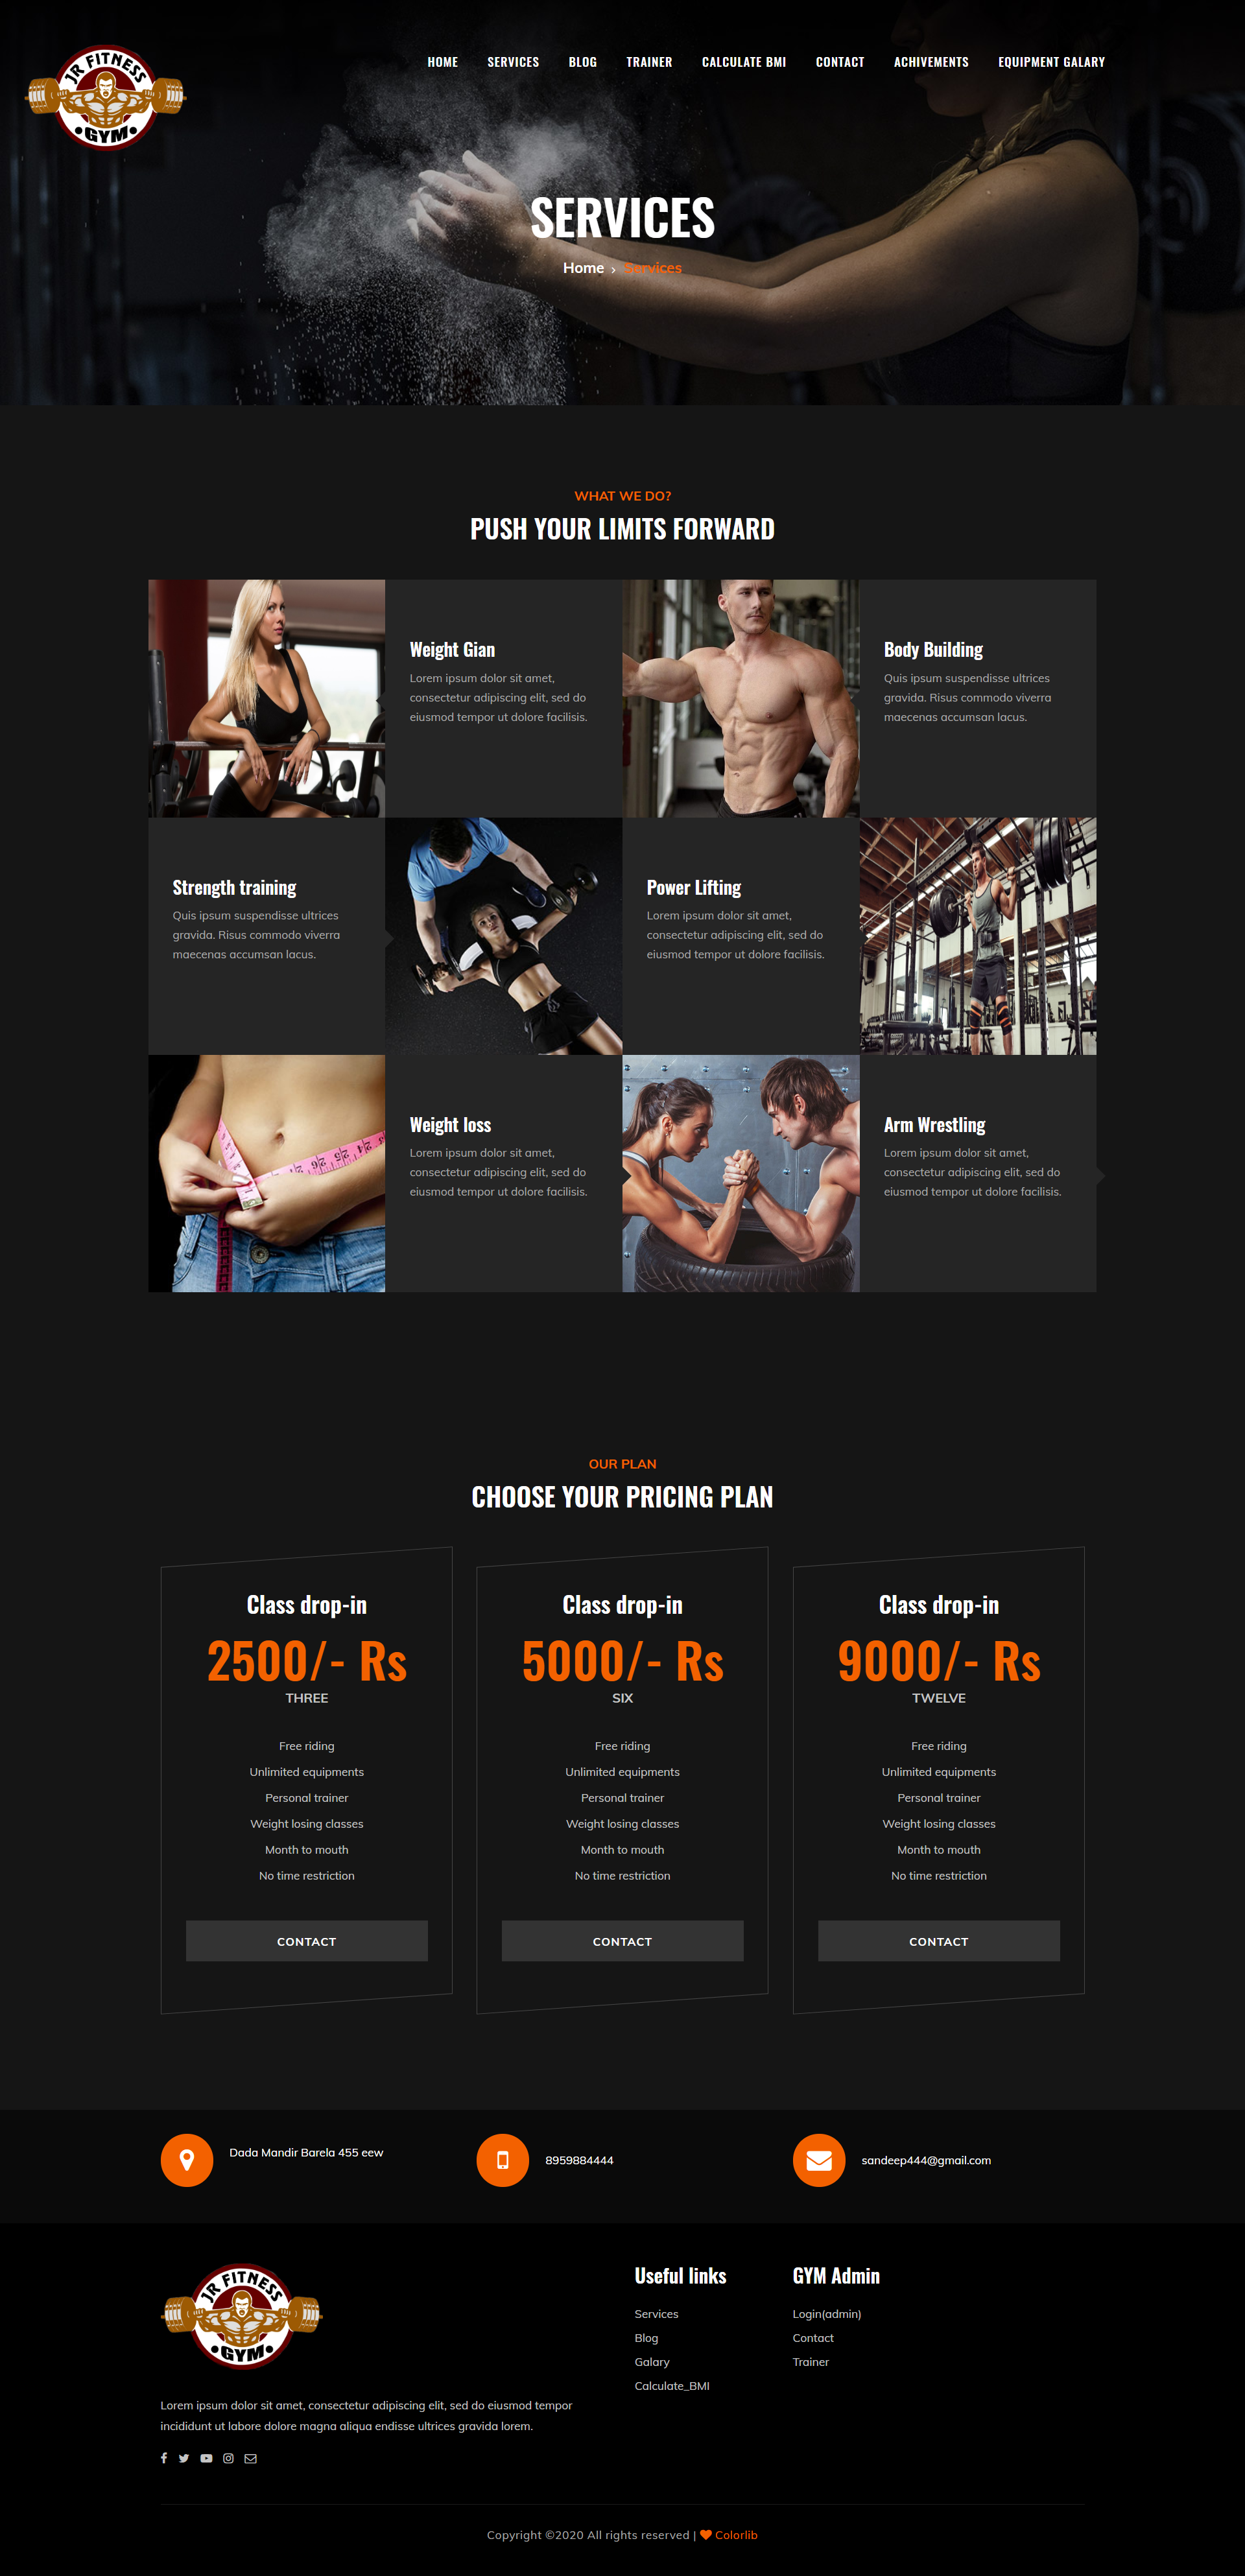 JR FITNESS
GYM
HOME SERVICES BLOG TRAINER CALCULATE BMI CONTACT ACHIVEMENTS EQUIPMENT GALARY
SERVICES
Home › Services
WHAT WE DO?
PUSH YOUR LIMITS FORWARD
Weight Gian
Lorem ipsum dolor sit amet,
consectetur adipiscing elit, sed do
eiusmod tempor ut dolore facilisis.
Body Building
Quis ipsum suspendisse ultrices
gravida. Risus commodo viverra
maecenas accumsan lacus.
Strength training
Quis ipsum suspendisse ultrices
gravida. Risus commodo viverra
maecenas accumsan lacus.
Power Lifting
Lorem ipsum dolor sit amet,
consectetur adipiscing elit, sed do
eiusmod tempor ut dolore facilisis.
Weight loss
Lorem ipsum dolor sit amet,
consectetur adipiscing elit, sed do
eiusmod tempor ut dolore facilisis.
Arm Wrestling
Lorem ipsum dolor sit amet,
consectetur adipiscing elit, sed do
eiusmod tempor ut dolore facilisis.
OUR PLAN
CHOOSE YOUR PRICING PLAN
Class drop-in
2500/- Rs
THREE
Free riding
Unlimited equipments
Personal trainer
Weight losing classes
Month to mouth
No time restriction
CONTACT
Class drop-in
5000/- Rs
SIX
Free riding
Unlimited equipments
Personal trainer
Weight losing classes
Month to mouth
No time restriction
CONTACT
Class drop-in
9000/- Rs
TWELVE
Free riding
Unlimited equipments
Personal trainer
Weight losing classes
Month to mouth
No time restriction
CONTACT
Dada Mandir Barela 455 eew
8959884444
sandeep444@gmail.com
JR FITNESS
GYM
Lorem ipsum dolor sit amet, consectetur adipiscing elit, sed do eiusmod tempor
incididunt ut labore dolore magna aliqua endisse ultrices gravida lorem.
Useful links
Services
Blog
Galary
Calculate_BMI
GYM Admin
Login(admin)
Contact
Trainer
Copyright ©2020 All rights reserved | Colorlib